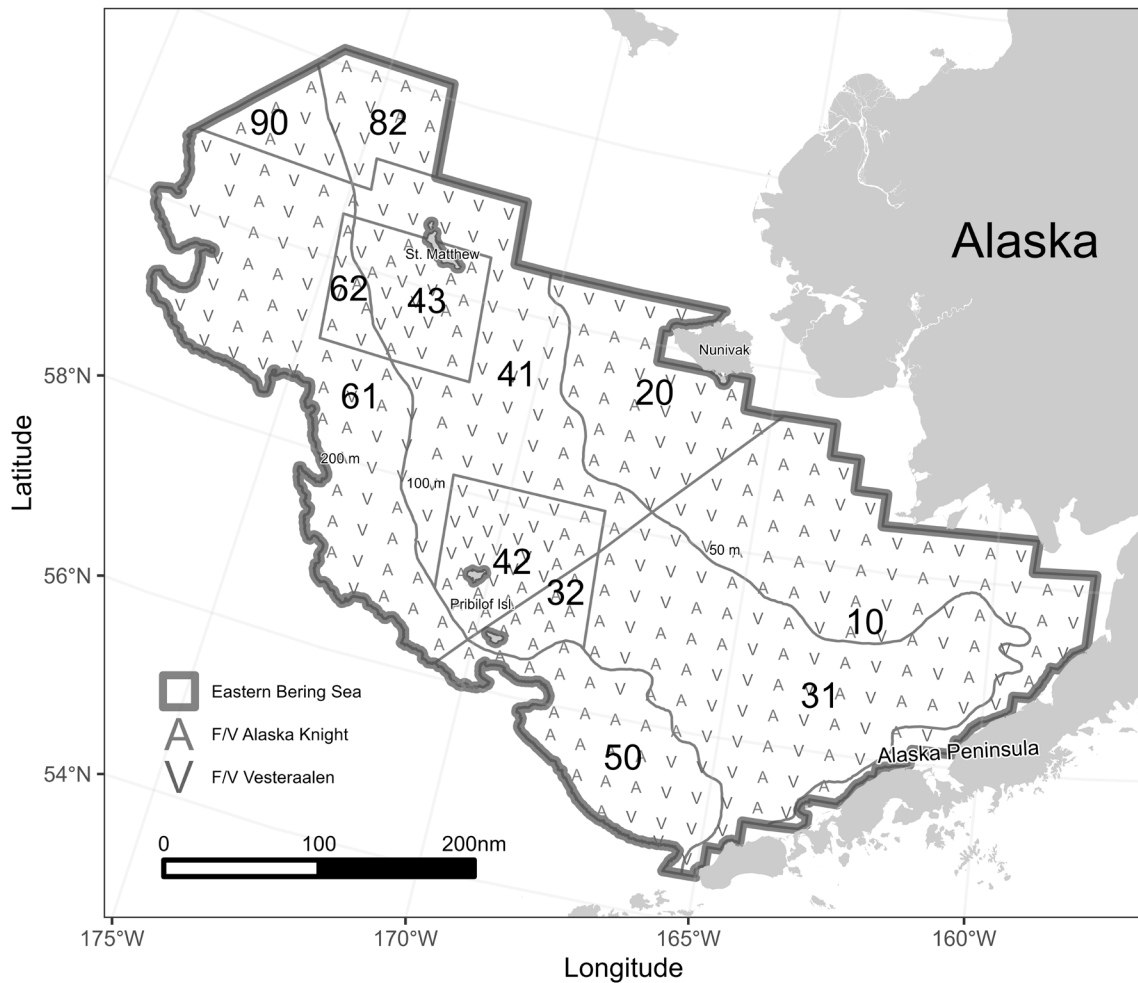 Alaska
90
82
St. Matthew
62
43
Nunivak
41
20
61
200 m
100 m
50 m
42
32
Pribilof Isl.
10
31
50
Alaska Peninsula
58°N
56°N
54°N
Latitude
Eastern Bering Sea
A F/V Alaska Knight
V F/V Vesteraalen
0 100 200nm
175°W 170°W 165°W 160°W
Longitude